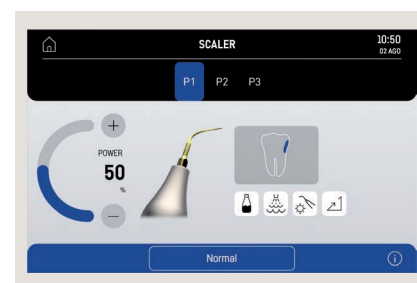 SCALER
10:50
02 AGO
P1 P2 P3
POWER
50
%
Normal